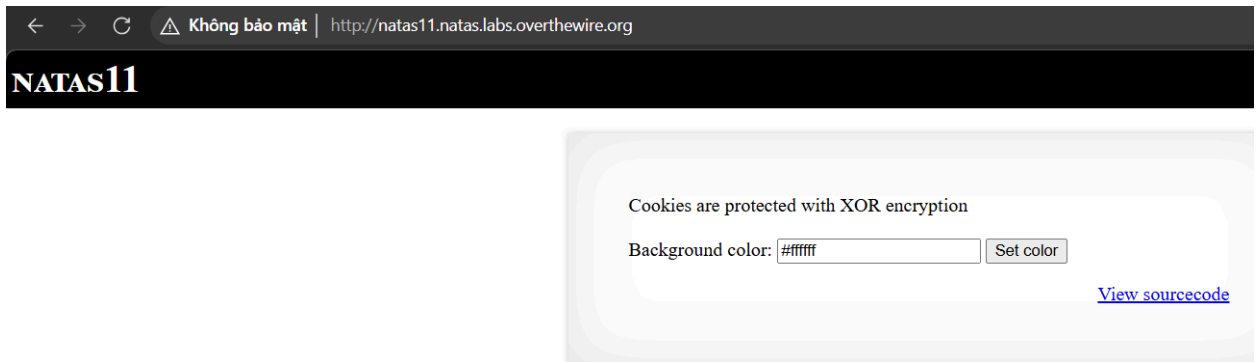 Không bảo mật | http://natas11.natas.labs.overthewire.org
NATAS11
Cookies are protected with XOR encryption
Background color: #ffffff Set color
View sourcecode